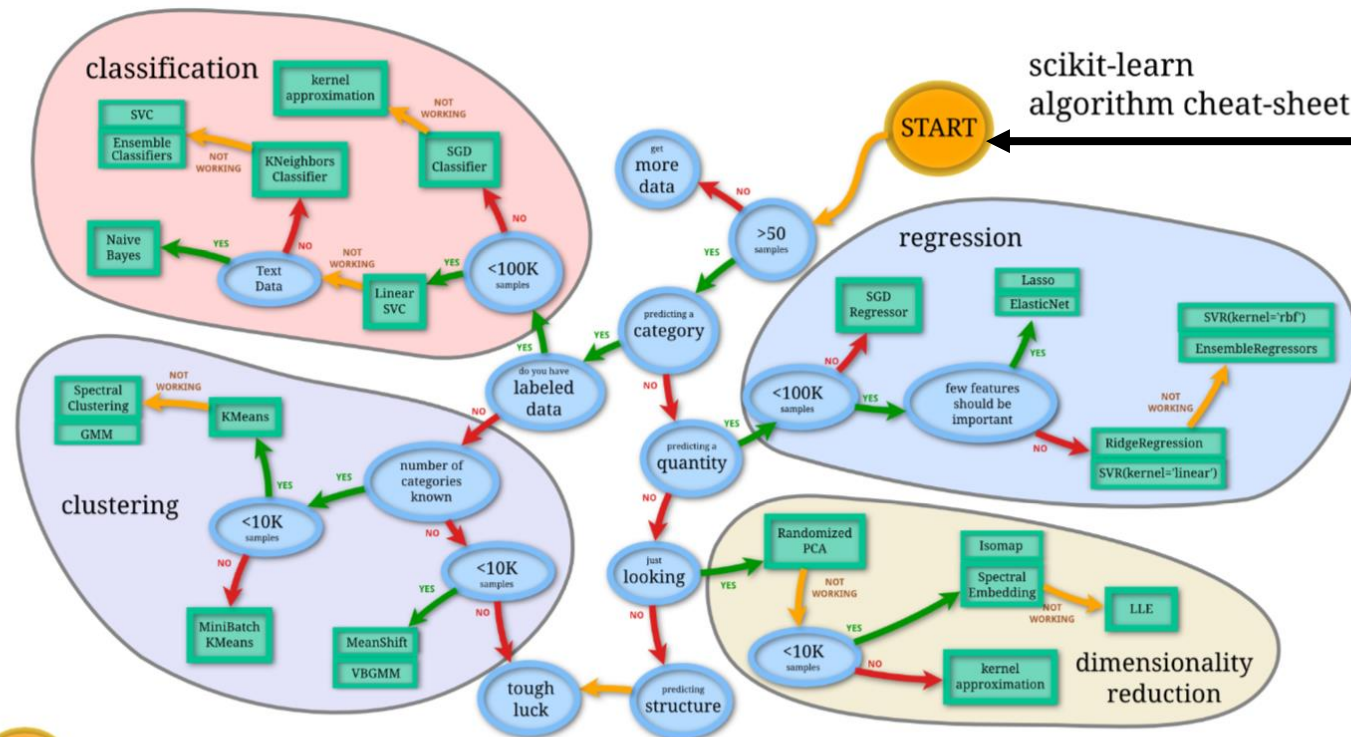 scikit-learn
algorithm cheat-sheet
START
classification
kernel
approximation
NOT
WORKING
SVC
Ensemble
Classifiers
NOT
WORKING
KNeighbors
Classifier
SGD
Classifier
NO
Naive
Bayes
YES
Text
Data
NO
NOT
WORKING
Linear
SVC
YES
<100K
samples
YES
get
more
data
NO
>50
samples
YES
predicting a
category
YES
NO
do you have
labeled
data
NO
predicting a
quantity
YES
NO
just
looking
YES
NO
predicting
structure
tough
luck
regression
SGD
Regressor
NO
<100K
samples
YES
Lasso
ElasticNet
YES
few features
should be
important
NO
SVR(kernel='rbf')
EnsembleRegressors
NOT
WORKING
RidgeRegression
SVR(kernel='linear')
clustering
Spectral
Clustering
GMM
NOT
WORKING
KMeans
YES
<10K
samples
NO
MiniBatch
KMeans
YES
number of
categories
known
NO
<10K
samples
YES
NO
MeanShift
VBGMM
dimensionality
reduction
Randomized
PCA
NOT
WORKING
<10K
samples
YES
NO
Isomap
Spectral
Embedding
NOT
WORKING
LLE
kernel
approximation